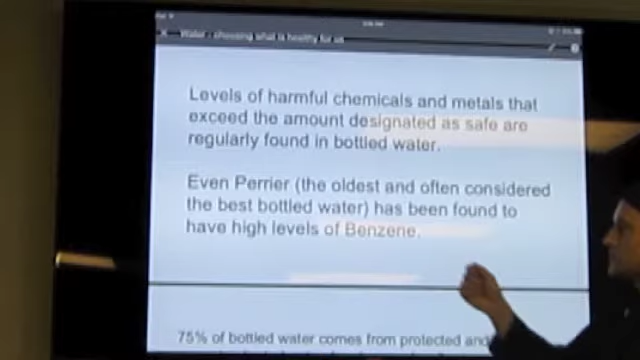 Water - choosing what is healthy for us
Levels of harmful chemicals and metals that
exceed the amount designated as safe are
regularly found in bottled water.
Even Perrier (the oldest and often considered
the best bottled water) has been found to
have high levels of Benzene.
75% of bottled water comes from protected and